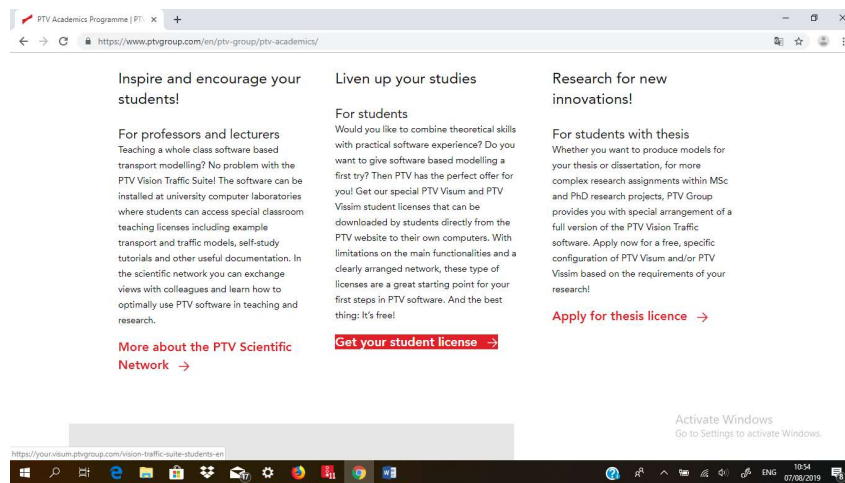 PTV Academics Programme | PTV
https://www.ptvgroup.com/en/ptv-group/ptv-academics/
Inspire and encourage your
students!
For professors and lecturers
Teaching a whole class software based
transport modelling? No problem with the
PTV Vision Traffic Suite! The software can be
installed at university computer laboratories
where students can access special classroom
teaching licenses including example
transport and traffic models, self-study
tutorials and other useful documentation. In
the scientific network you can exchange
views with colleagues and learn how to
optimally use PTV software in teaching and
research.
More about the PTV Scientific
Network →
Liven up your studies
For students
Would you like to combine theoretical skills
with practical software experience? Do you
want to give software based modelling a
first try? Then PTV has the perfect offer for
you! Get our special PTV Visum and PTV
Vissim student licenses that can be
downloaded by students directly from the
PTV website to their own computers. With
limitations on the main functionalities and a
clearly arranged network, these type of
licenses are a great starting point for your
first steps in PTV software. And the best
thing: It's free!
Get your student license →
Research for new
innovations!
For students with thesis
Whether you want to produce models for
your thesis or dissertation, for more
complex research assignments within MSc
and PhD research projects, PTV Group
provides you with special arrangement of a
full version of the PTV Vision Traffic
software. Apply now for a free, specific
configuration of PTV Visum and/or PTV
Vissim based on the requirements of your
research!
Apply for thesis licence →
Activate Windows
Go to Settings to activate Windows.
https://your.visum.ptvgroup.com/vision-traffic-suite-students-en
ENG
10:54
07/08/2019